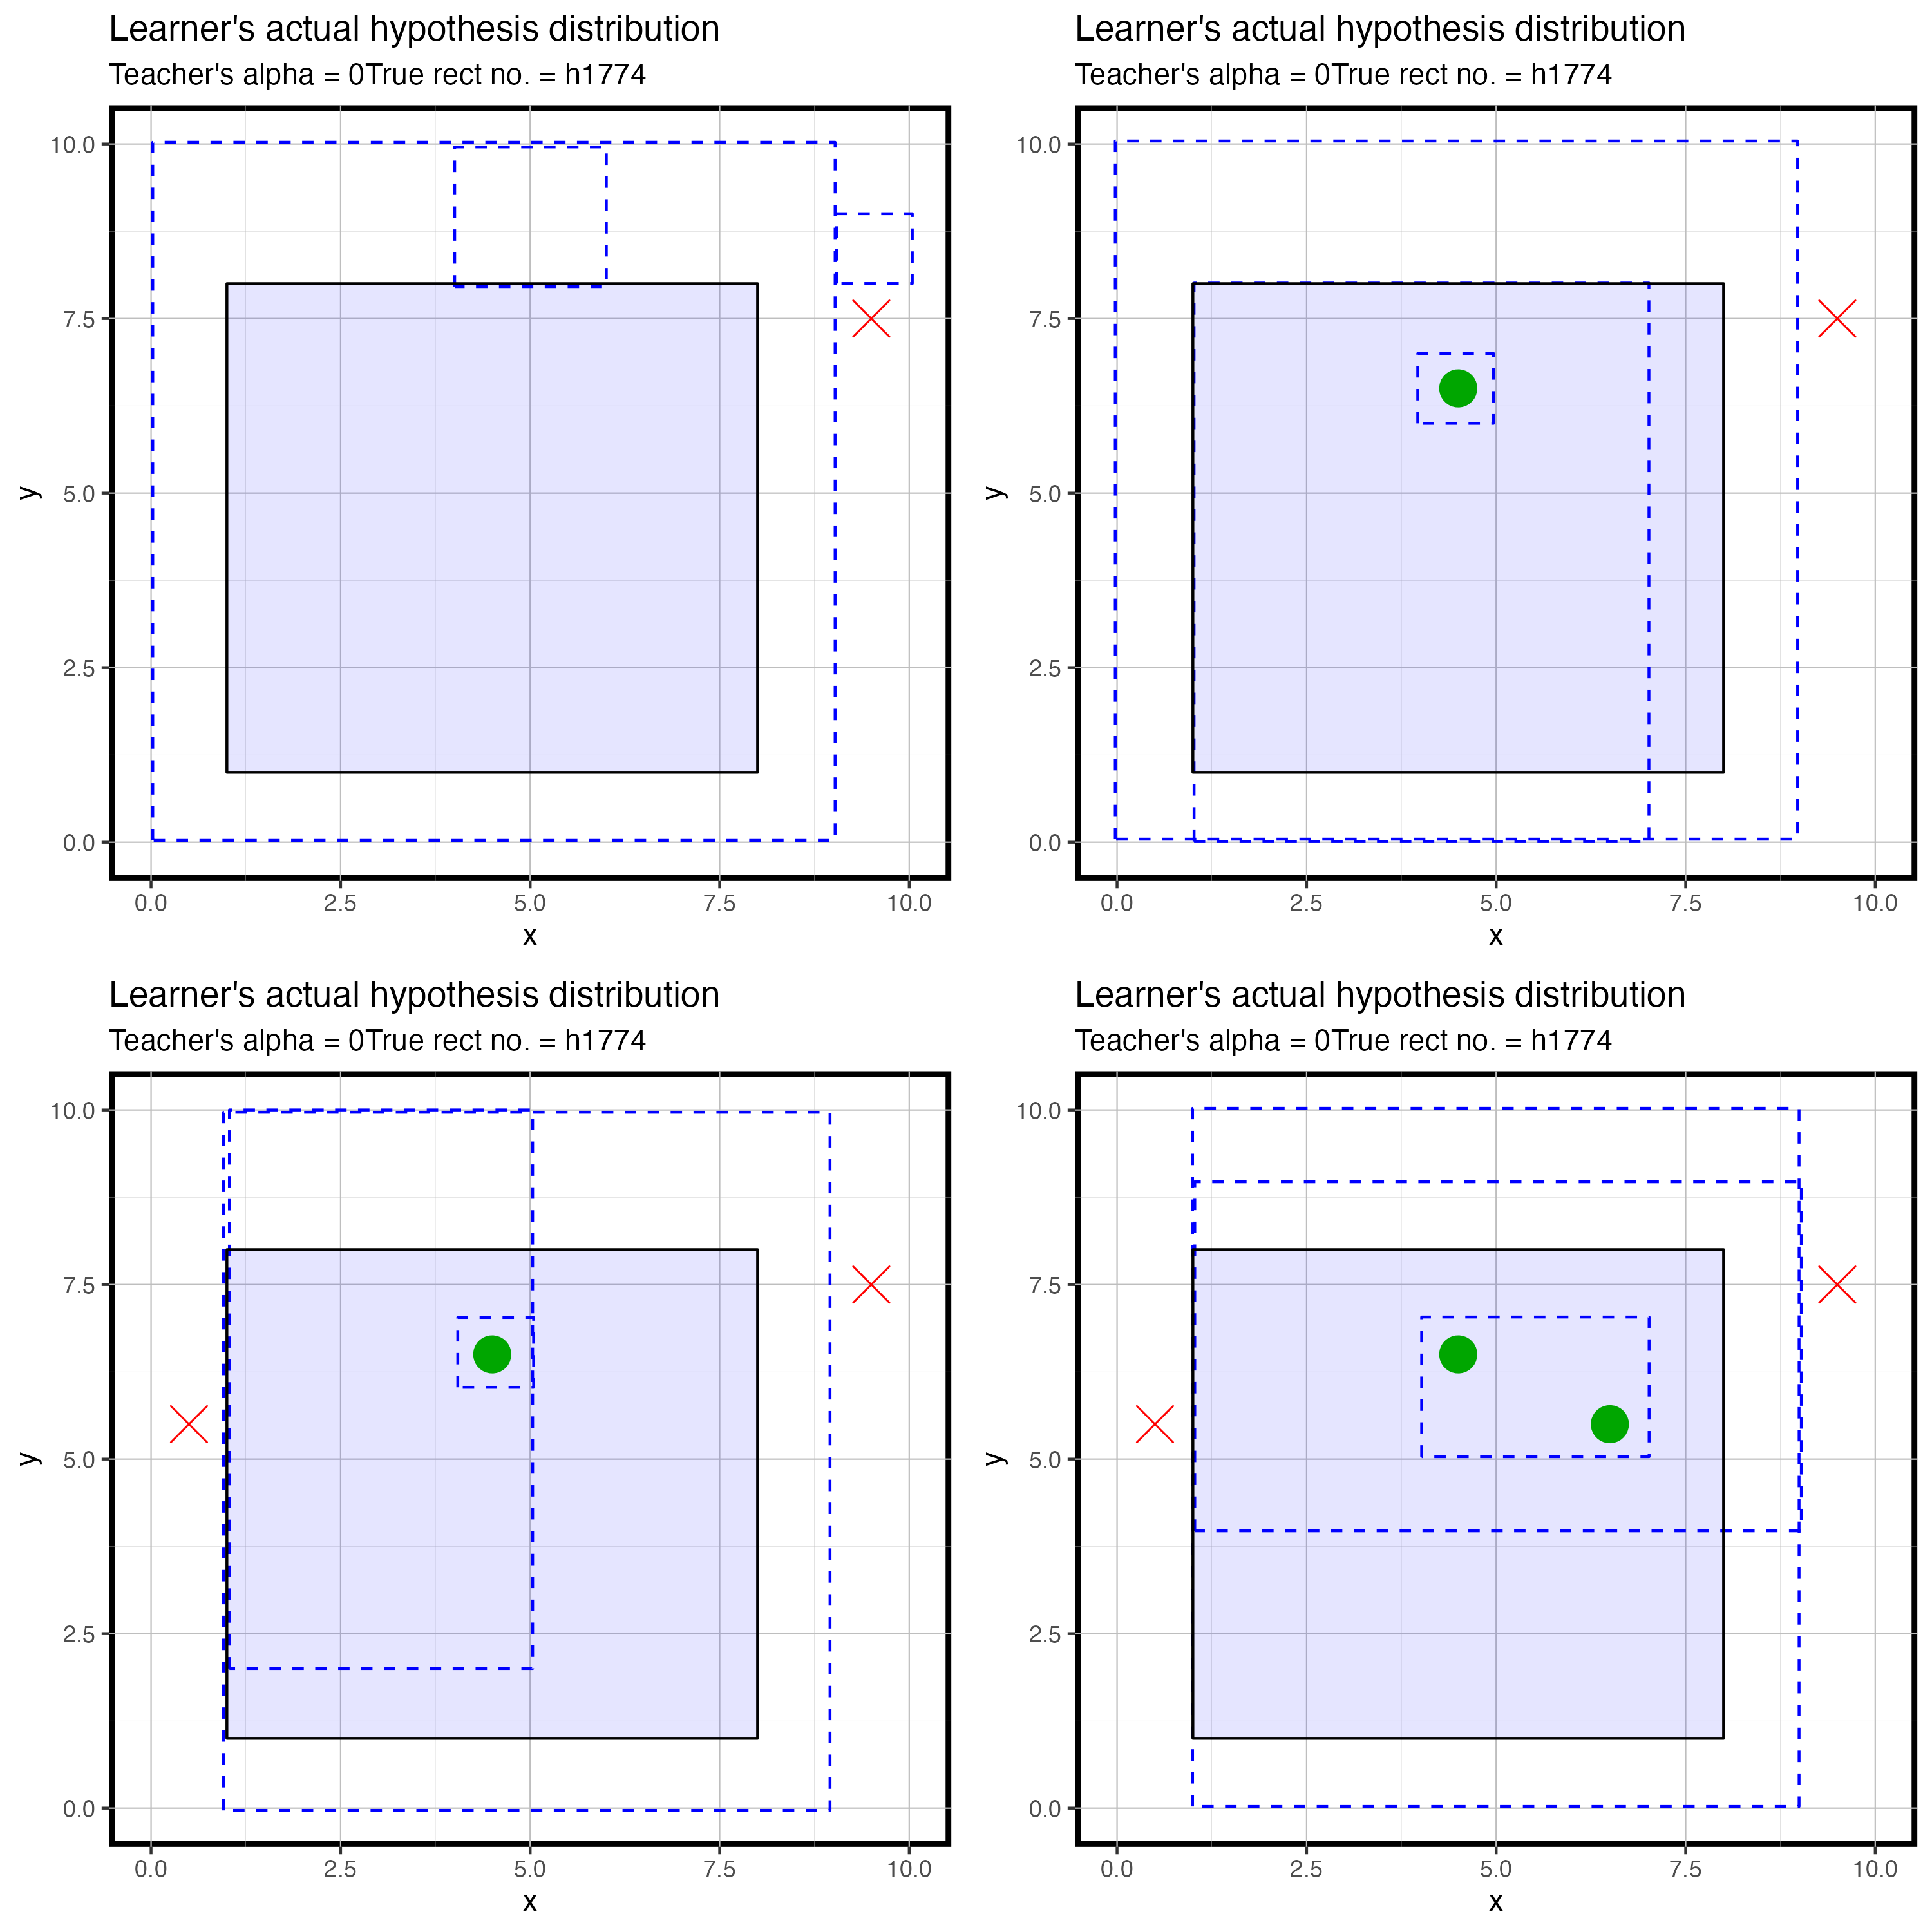 Learner's actual hypothesis distribution
Teacher's alpha = 0True rect no. = h1774
10.0
7.5
5.0
2.5
0.0
y
0.0 2.5 5.0 7.5 10.0
x
Learner's actual hypothesis distribution
Teacher's alpha = 0True rect no. = h1774
10.0
7.5
5.0
2.5
0.0
y
0.0 2.5 5.0 7.5 10.0
x
Learner's actual hypothesis distribution
Teacher's alpha = 0True rect no. = h1774
10.0
7.5
5.0
2.5
0.0
y
0.0 2.5 5.0 7.5 10.0
x
Learner's actual hypothesis distribution
Teacher's alpha = 0True rect no. = h1774
10.0
7.5
5.0
2.5
0.0
y
0.0 2.5 5.0 7.5 10.0
x